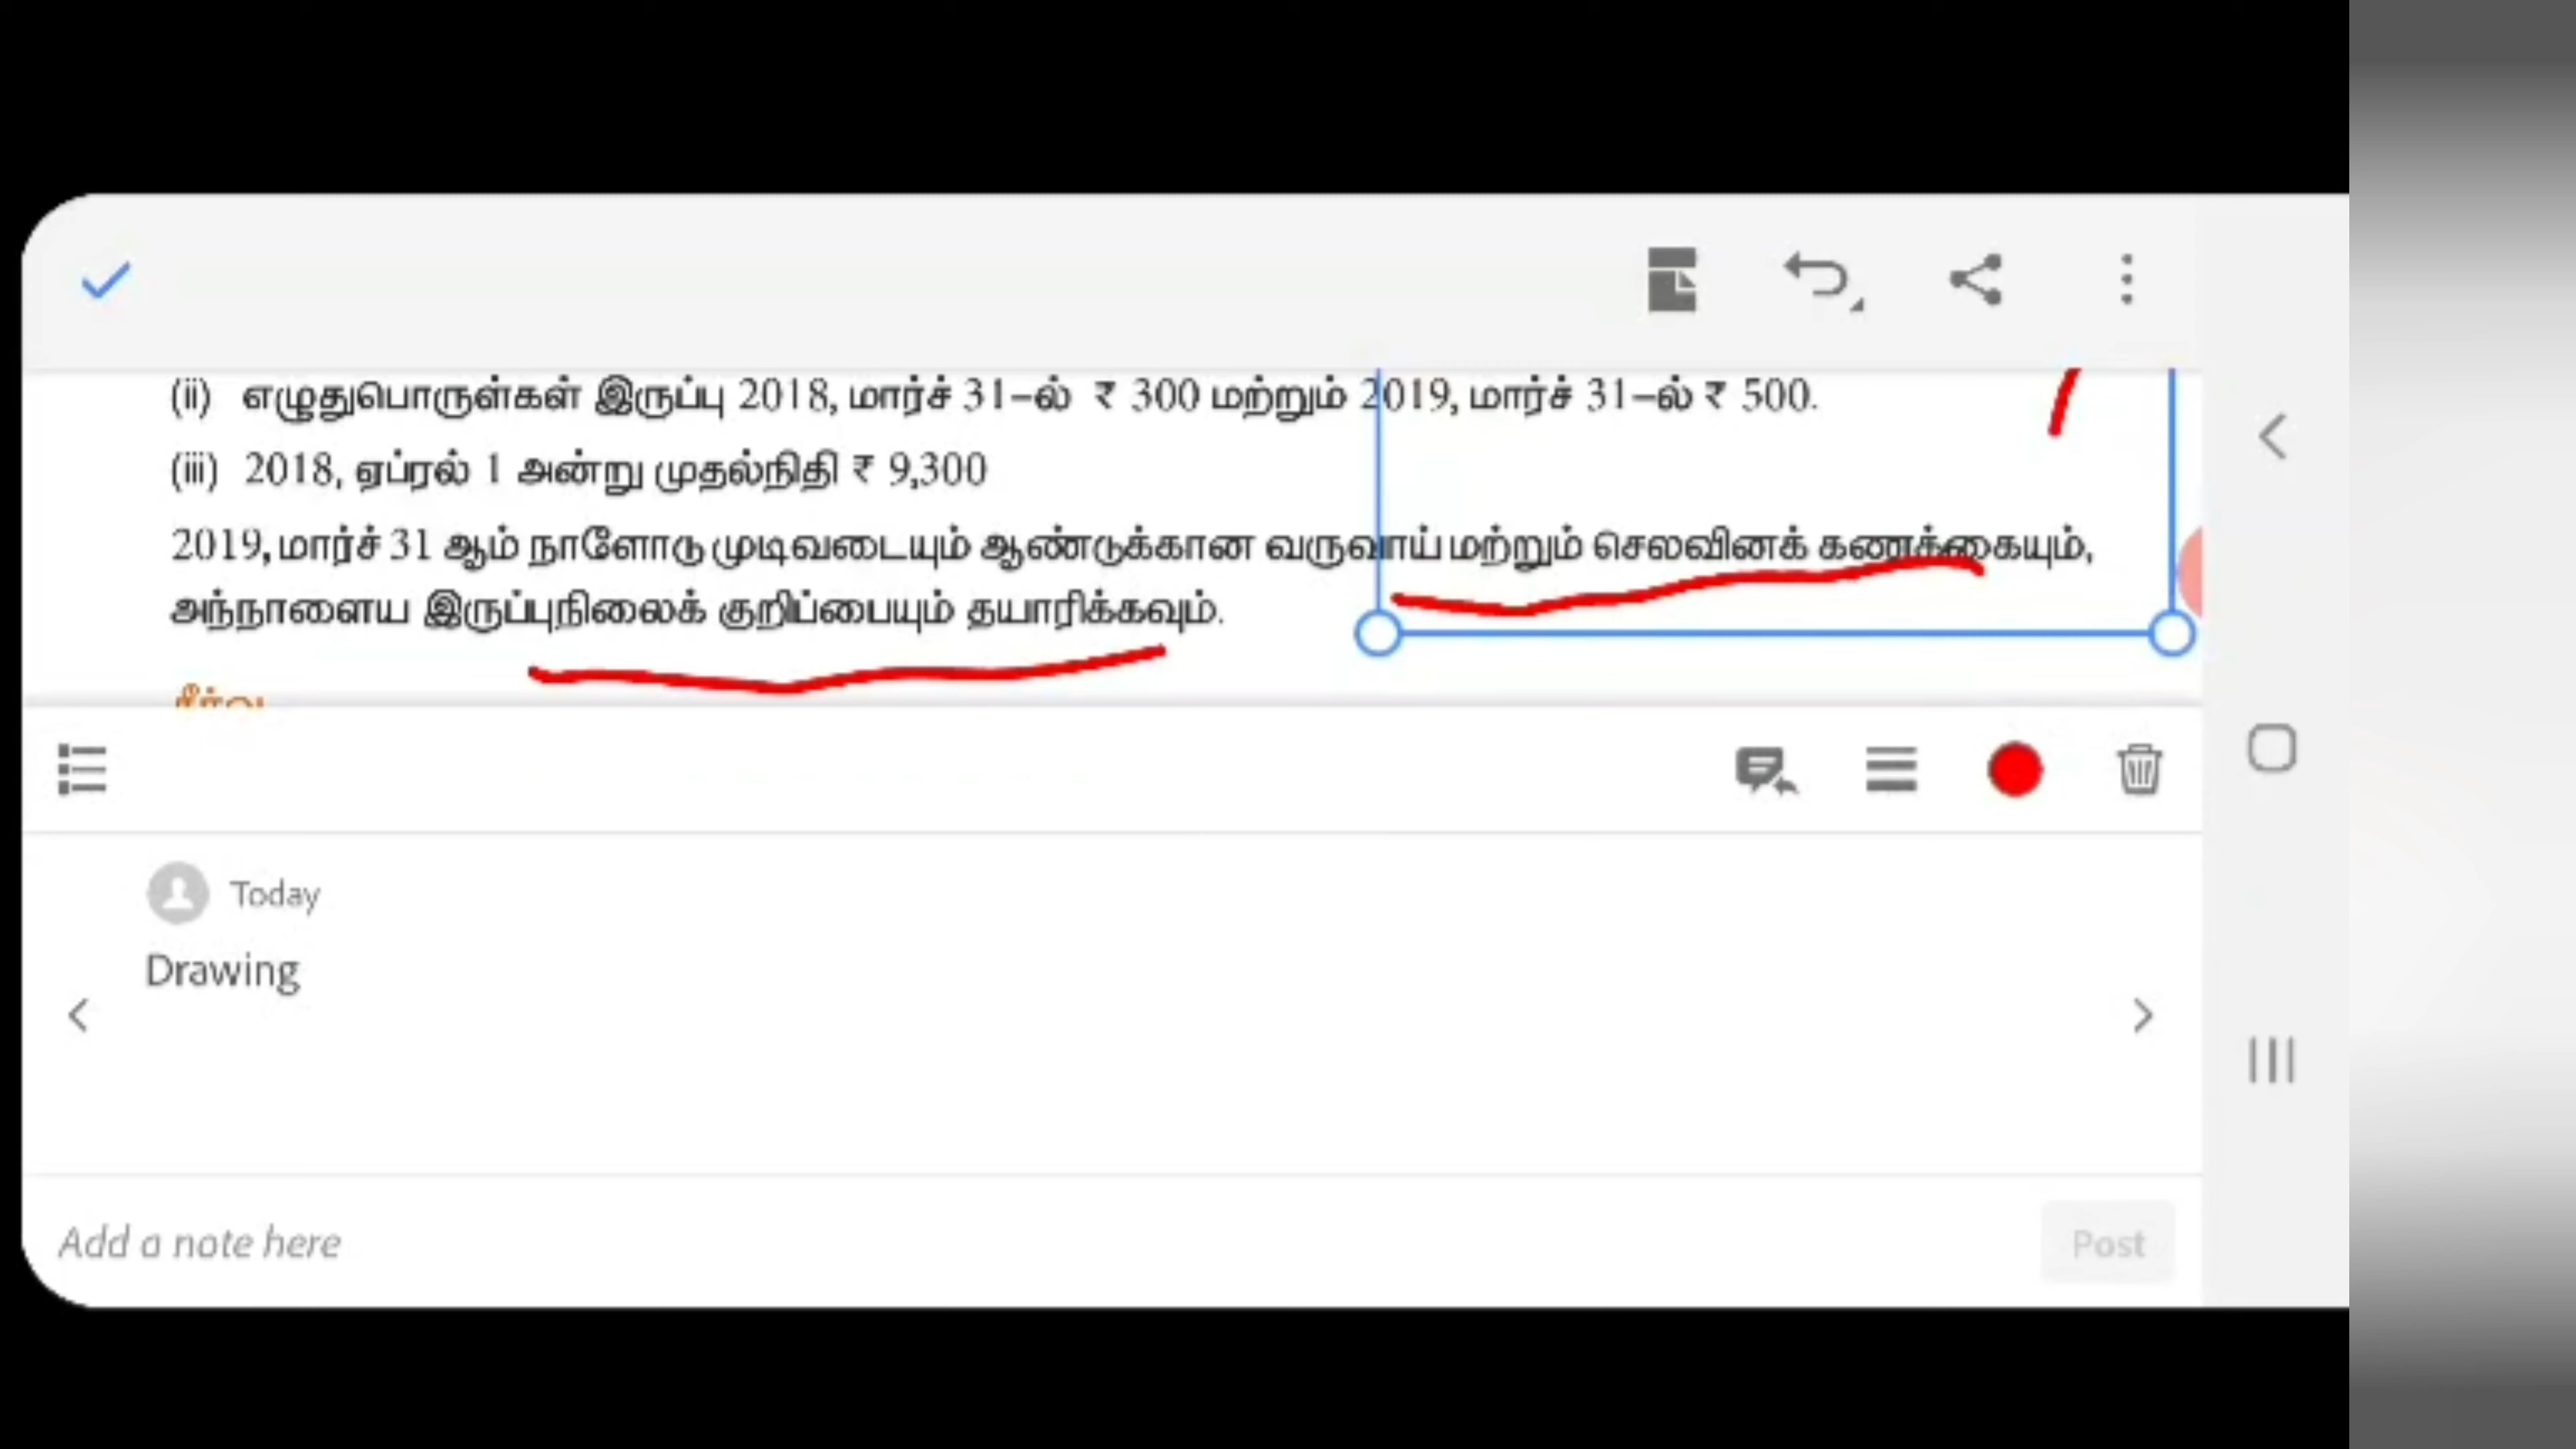 (ii) எழுதுபொருள்கள் இருப்பு 2018, மார்ச் 31–ல் ₹ 300 மற்றும் 2019, மார்ச் 31–ல் ₹ 500.
(iii) 2018, ஏப்ரல் 1 அன்று முதல்நிதி ₹ 9,300
2019, மார்ச் 31 ஆம் நாளோடு முடிவடையும் ஆண்டுக்கான வருவாய் மற்றும் செலவினக் கணக்கையும்,
அந்நாளைய இருப்புநிலைக் குறிப்பையும் தயாரிக்கவும்.
Today
Drawing
Add a note here
Post